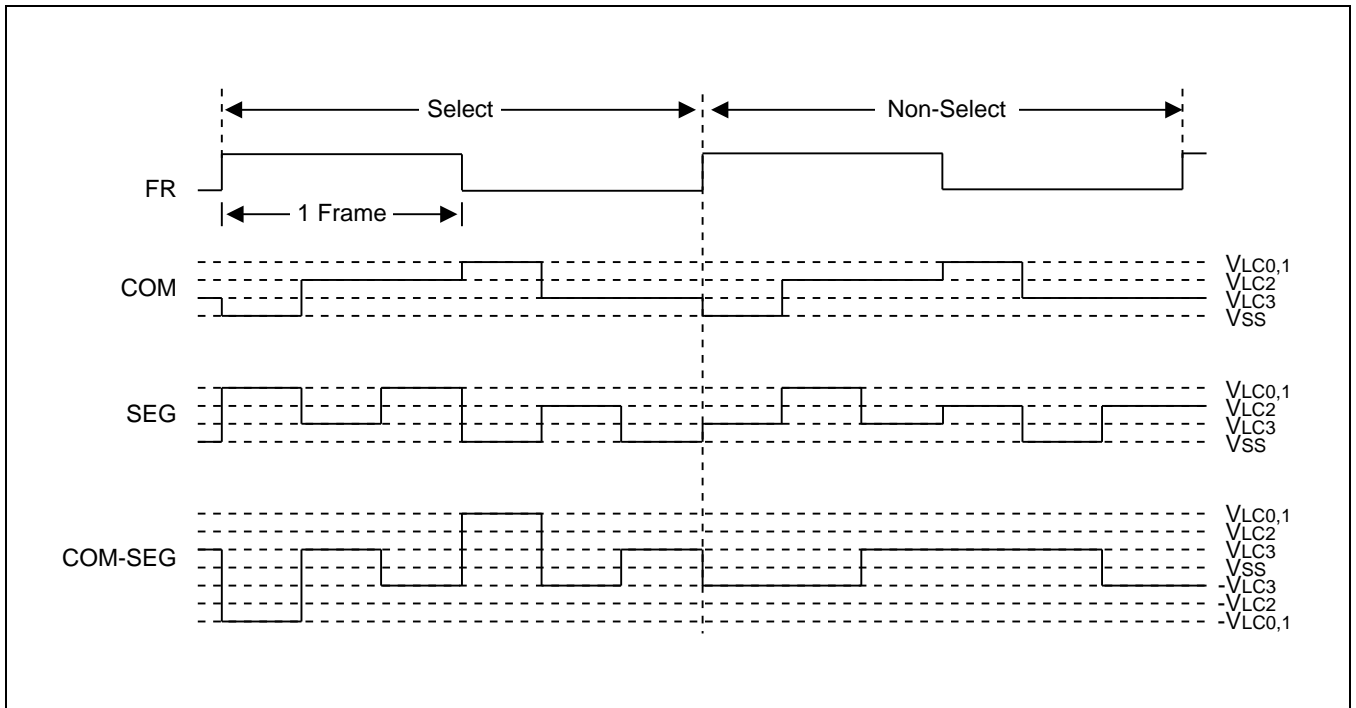 Select
Non-Select
FR
1 Frame
COM
VLC0,1
VLC2
VLC3
VSS
SEG
VLC0,1
VLC2
VLC3
VSS
COM-SEG
VLC0,1
VLC2
VLC3
VSS
-VLC3
-VLC2
-VLC0,1